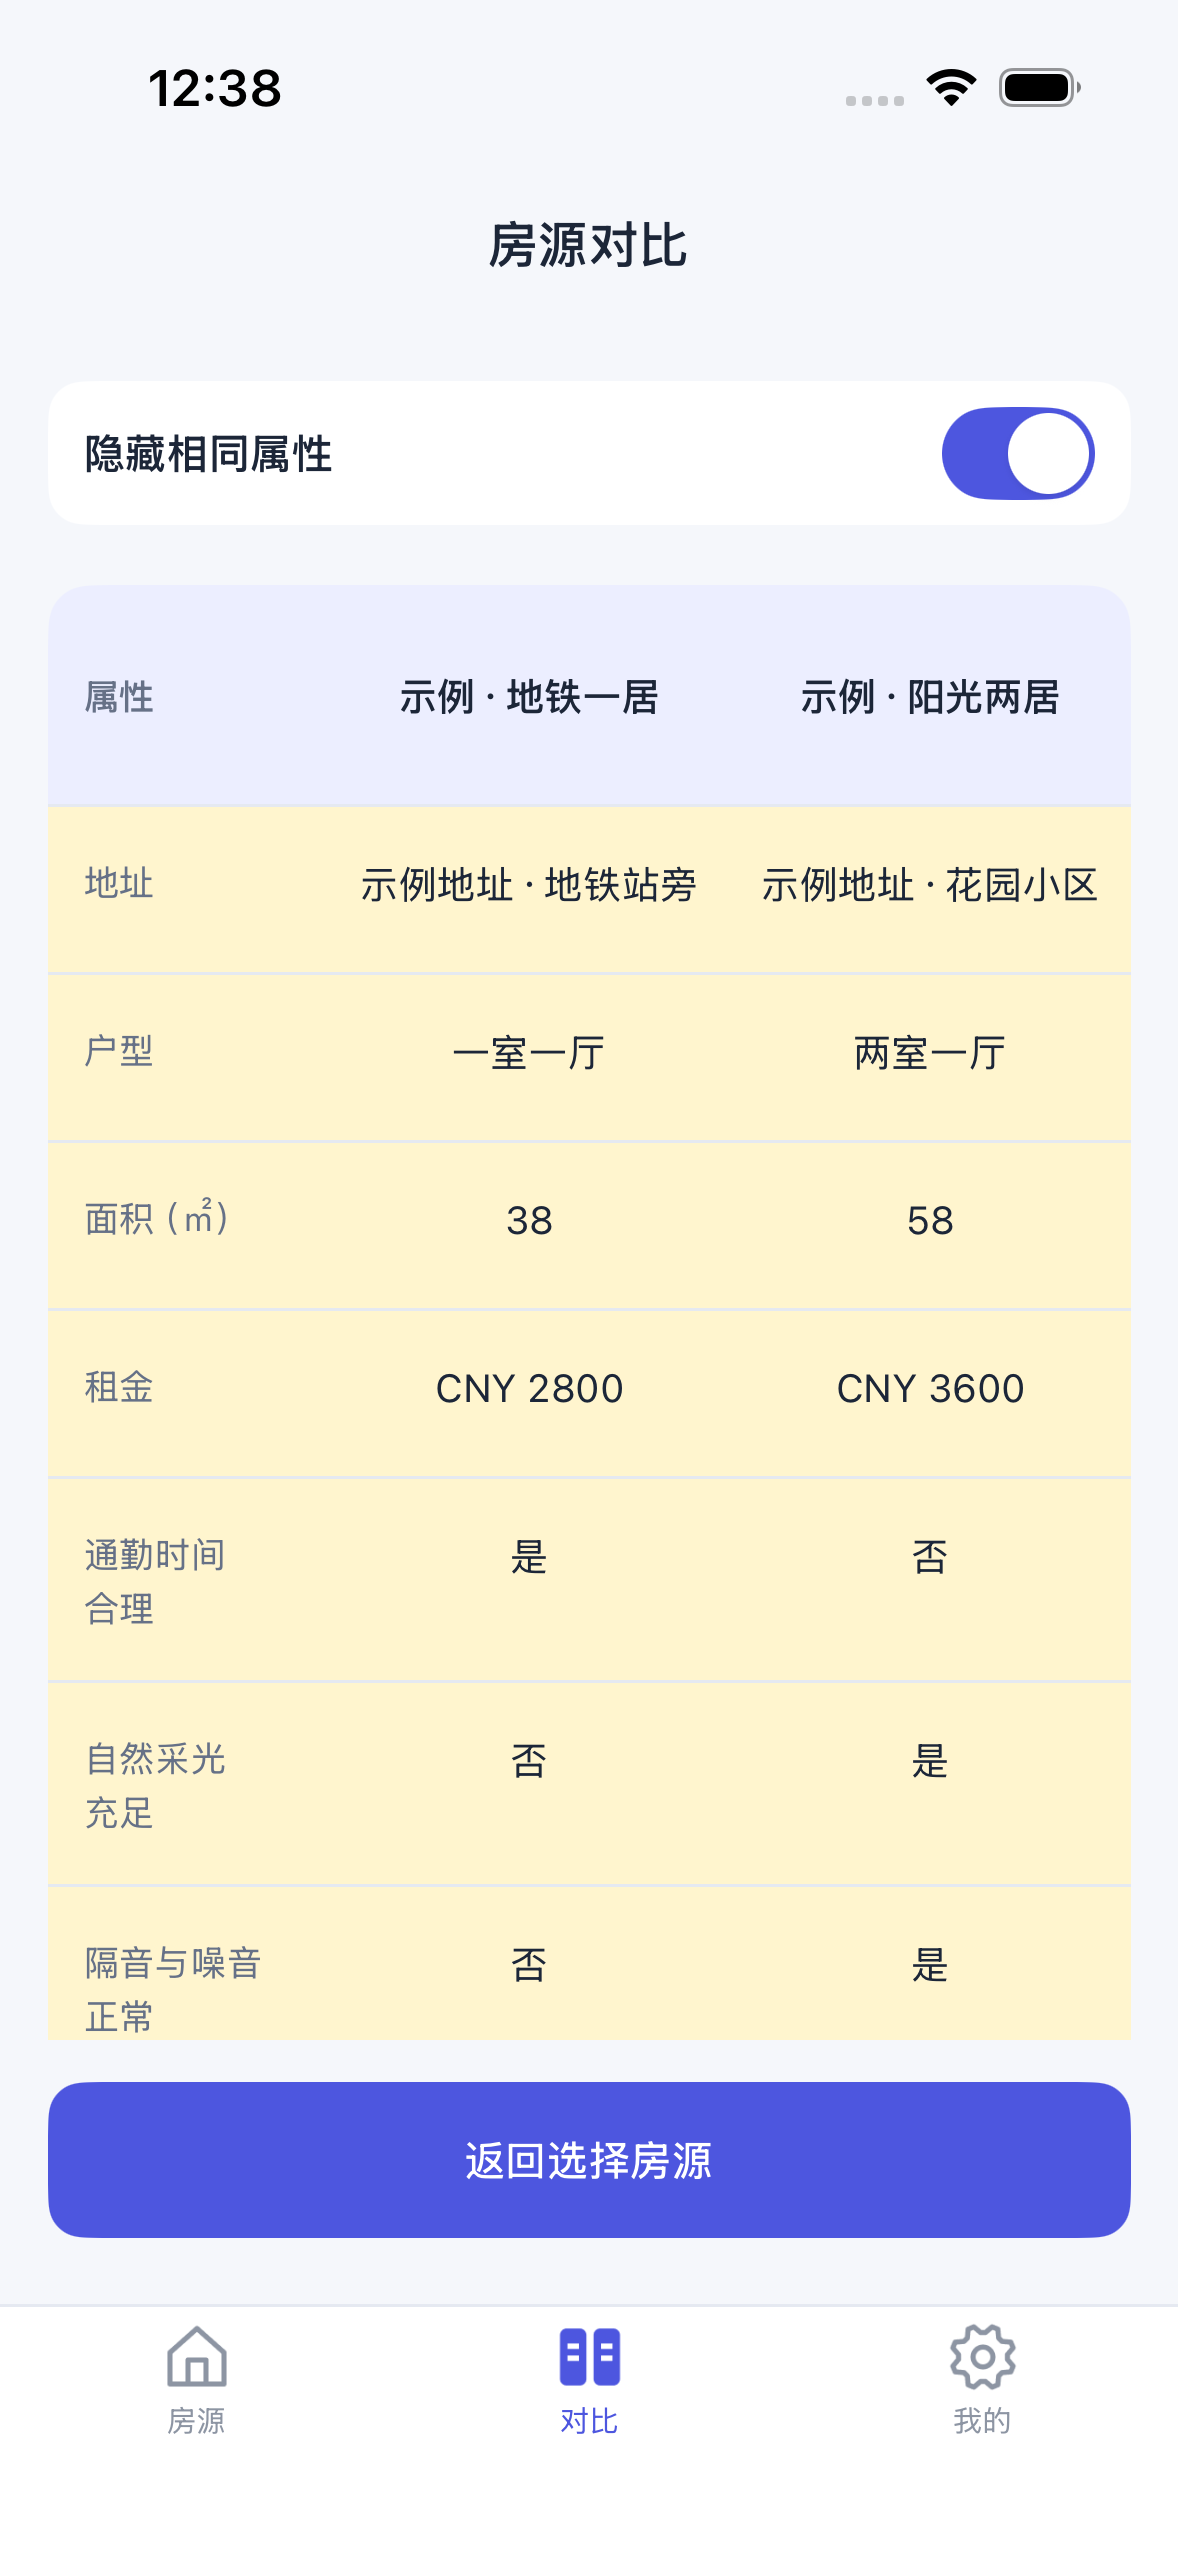 12:38
房源对比
隐藏相同属性
属性 示例 · 地铁一居 示例 · 阳光两居
地址 示例地址 · 地铁站旁 示例地址 · 花园小区
户型 一室一厅 两室一厅
面积（㎡） 38 58
租金 CNY 2800 CNY 3600
通勤时间 是 否
合理
自然采光 否 是
充足
隔音与噪音 否 是
正常
返回选择房源
房源 对比 我的